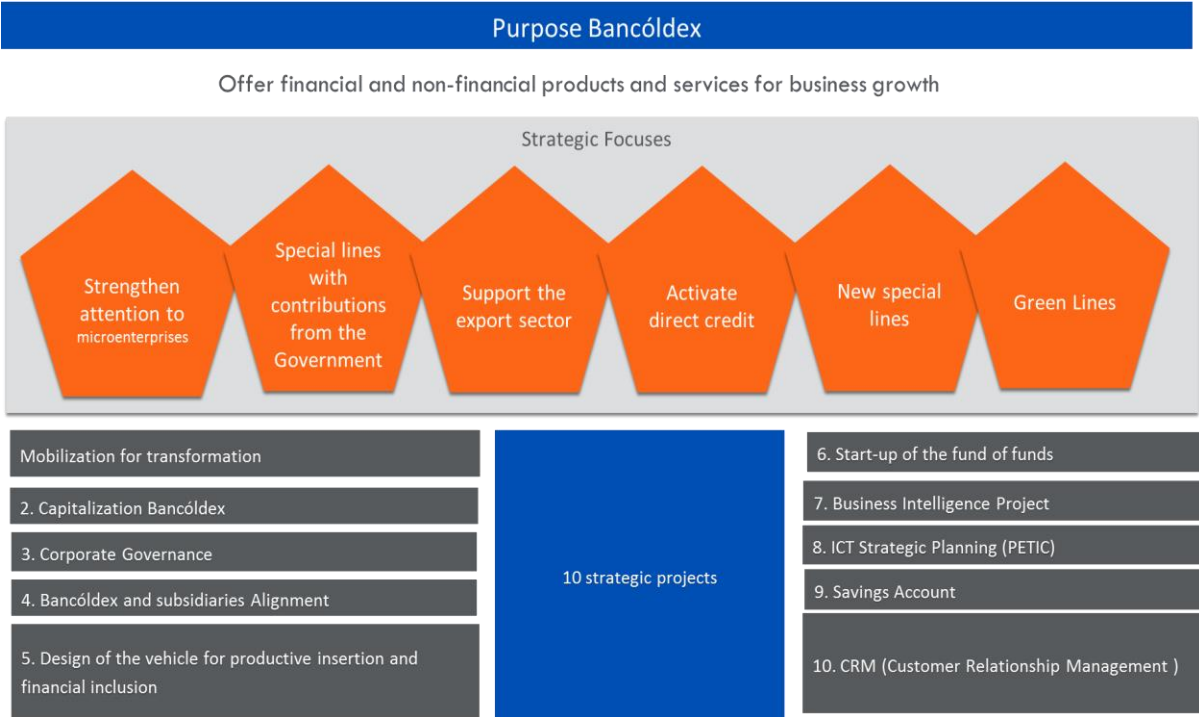 Purpose Bancóldex
Offer financial and non-financial products and services for business growth
Strategic Focuses
Strengthen
attention to
microenterprises
Special lines
with
contributions
from the
Government
Support the
export sector
Activate
direct credit
New special
lines
Green Lines
Mobilization for transformation
2. Capitalization Bancóldex
3. Corporate Governance
4. Bancóldex and subsidiaries Alignment
5. Design of the vehicle for productive insertion and
financial inclusion
10 strategic projects
6. Start-up of the fund of funds
7. Business Intelligence Project
8. ICT Strategic Planning (PETIC)
9. Savings Account
10. CRM (Customer Relationship Management )